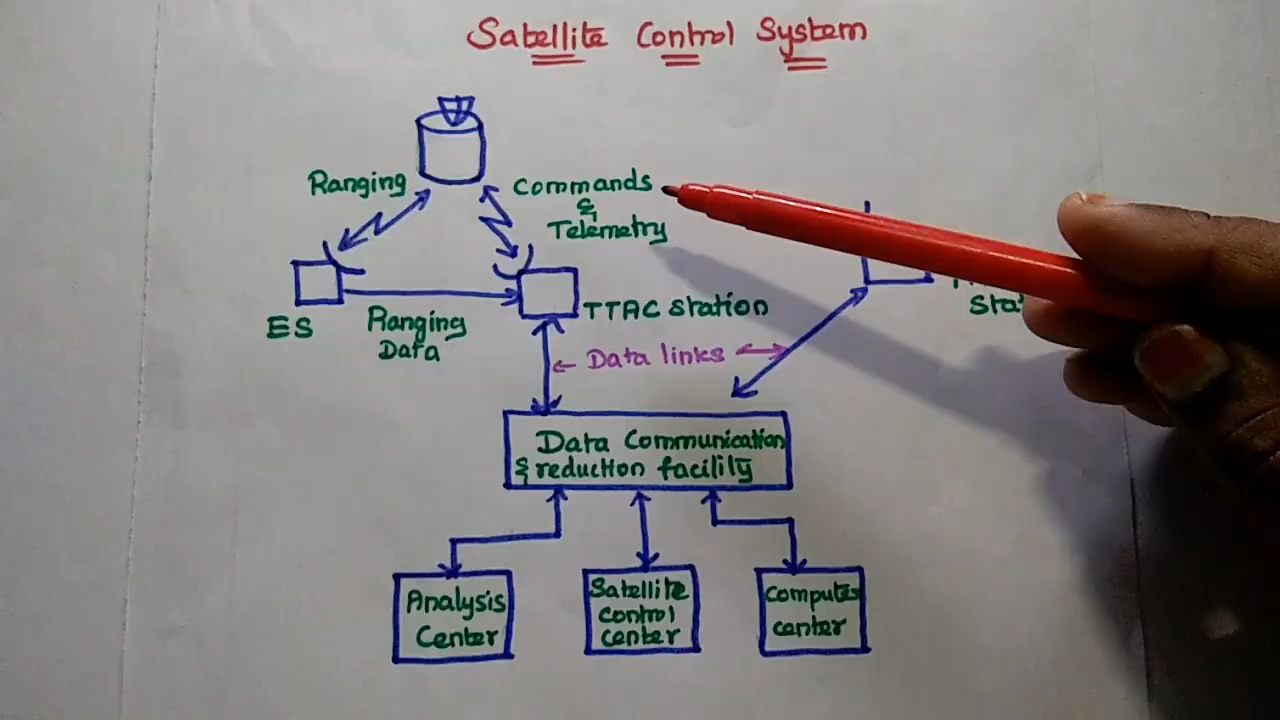 Satellite Control System
Ranging
Commands
&
Telemetry
ES
Ranging
Data
TTAC Station
Data links
Data Communication
& reduction facility
Analysis
Center
Satellite
control
center
Computer
center